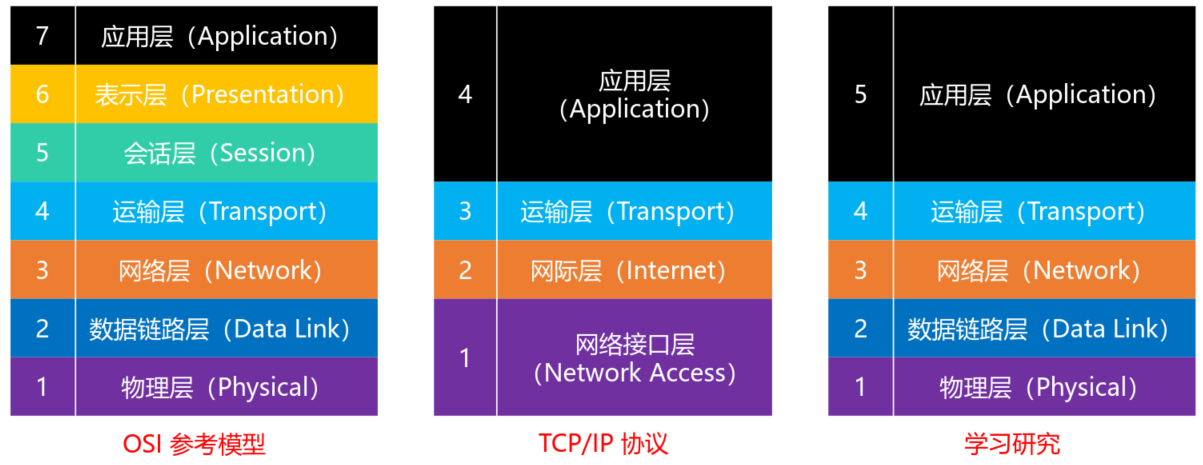 7 应用层（Application）
6 表示层（Presentation）
5 会话层（Session）
4 运输层（Transport）
3 网络层（Network）
2 数据链路层（Data Link）
1 物理层（Physical）
OSI 参考模型
4 应用层
（Application）
3 运输层（Transport）
2 网际层（Internet）
1 网络接口层
（Network Access）
TCP/IP 协议
5 应用层（Application）
4 运输层（Transport）
3 网络层（Network）
2 数据链路层（Data Link）
1 物理层（Physical）
学习研究